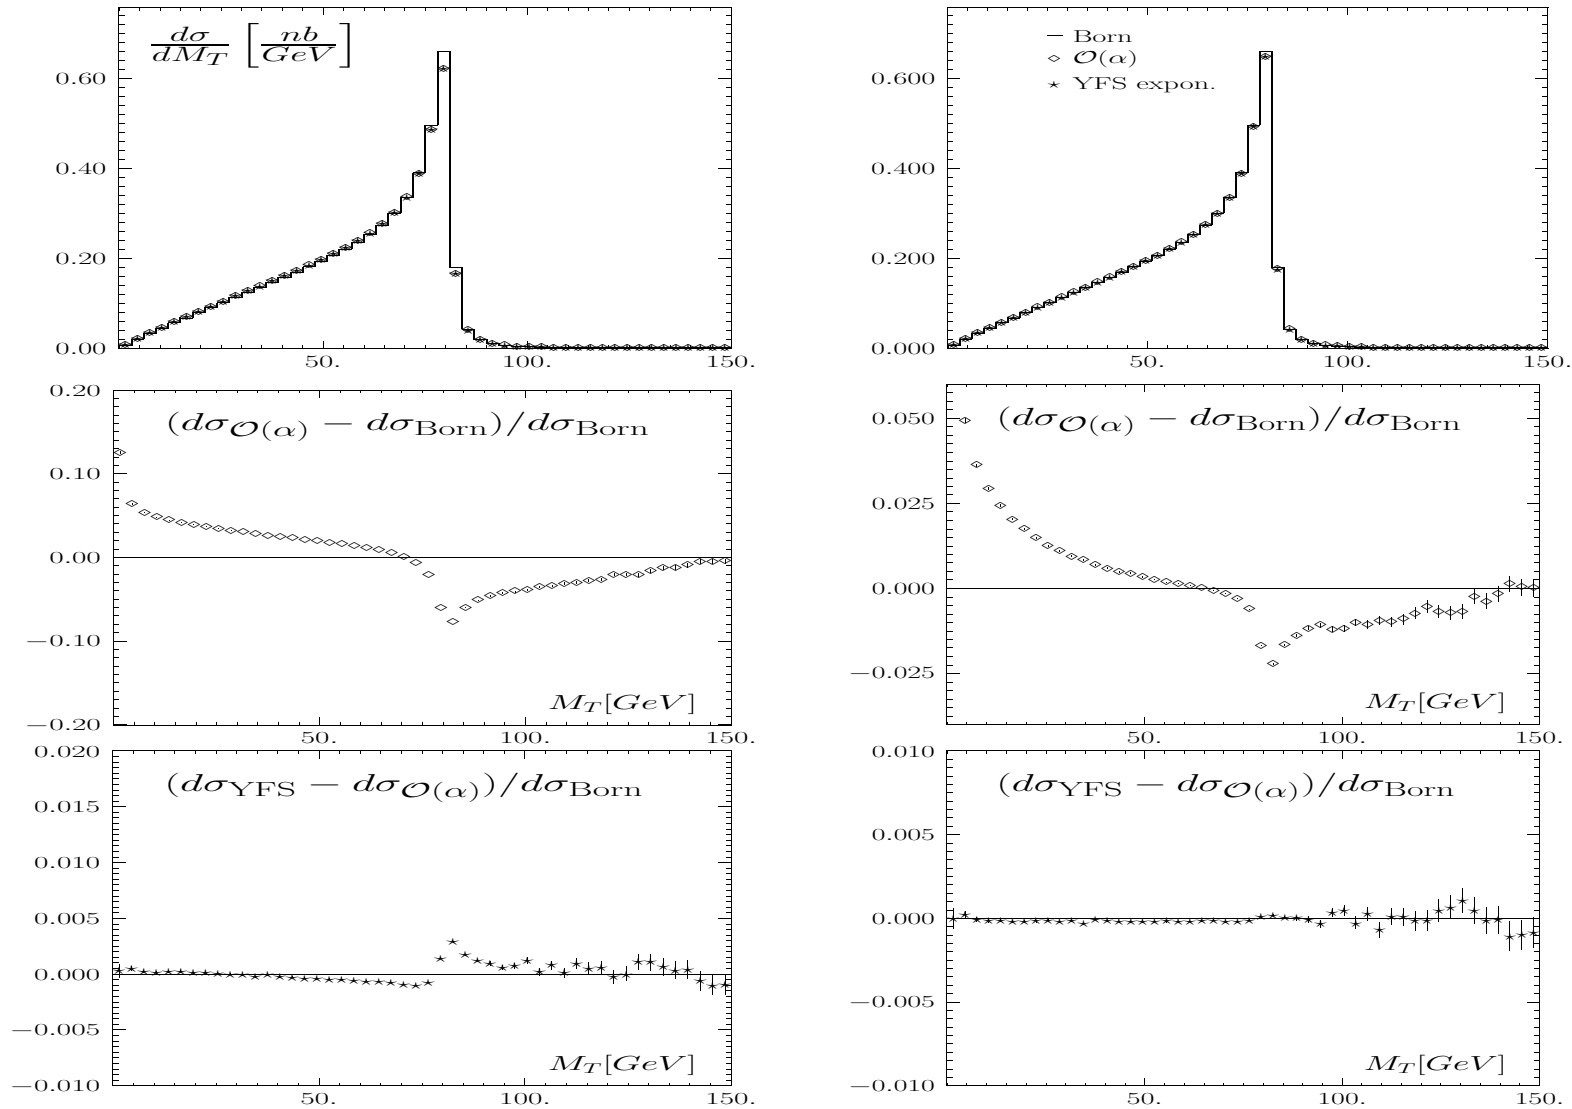 dσ/dM_T [nb/GeV]
0.60
0.40
0.20
0.00
50. 100. 150.
— Born
◇ 𝒪(α)
⋆ YFS expon.
0.600
0.400
0.200
0.000
50. 100. 150.
(dσ_𝒪(α) − dσ_Born)/dσ_Born
0.20
0.10
0.00
−0.10
−0.20
M_T[GeV]
50. 100. 150.
(dσ_𝒪(α) − dσ_Born)/dσ_Born
0.050
0.025
0.000
−0.025
M_T[GeV]
50. 100. 150.
(dσ_YFS − dσ_𝒪(α))/dσ_Born
0.020
0.015
0.010
0.005
0.000
−0.005
−0.010
M_T[GeV]
50. 100. 150.
(dσ_YFS − dσ_𝒪(α))/dσ_Born
0.010
0.005
0.000
−0.005
−0.010
M_T[GeV]
50. 100. 150.